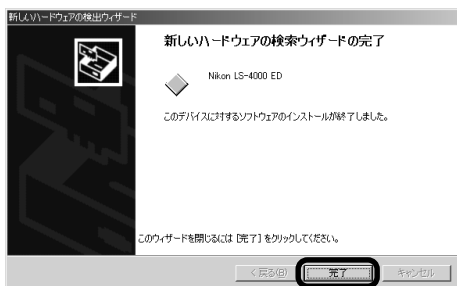 新しいハードウェアの検出ウィザード
新しいハードウェアの検索ウィザードの完了
Nikon LS-4000 ED
このデバイスに対するソフトウェアのインストールが終了しました。
このウィザードを閉じるには [完了] をクリックしてください。
< 戻る(B)
完了
キャンセル